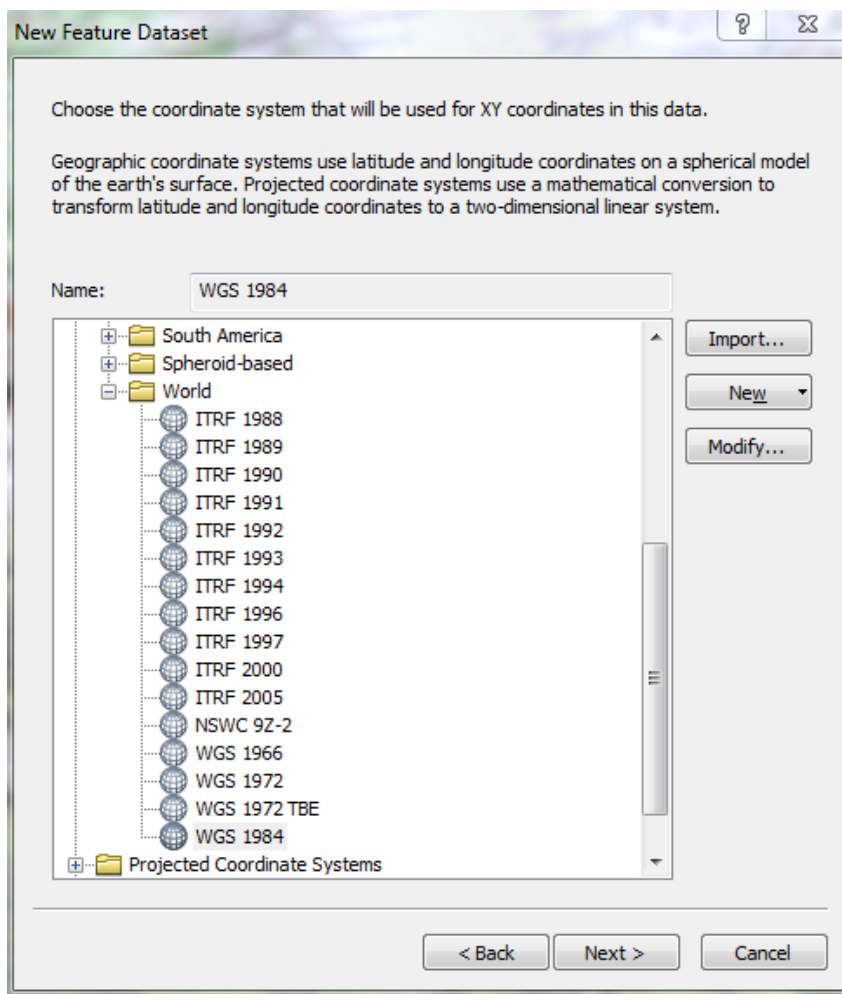 New Feature Dataset
Choose the coordinate system that will be used for XY coordinates in this data.
Geographic coordinate systems use latitude and longitude coordinates on a spherical model
of the earth's surface. Projected coordinate systems use a mathematical conversion to
transform latitude and longitude coordinates to a two-dimensional linear system.
Name: WGS 1984
South America
Spheroid-based
World
ITRF 1988
ITRF 1989
ITRF 1990
ITRF 1991
ITRF 1992
ITRF 1993
ITRF 1994
ITRF 1996
ITRF 1997
ITRF 2000
ITRF 2005
NSWC 9Z-2
WGS 1966
WGS 1972
WGS 1972 TBE
WGS 1984
Projected Coordinate Systems
Import...
New
Modify...
< Back Next > Cancel